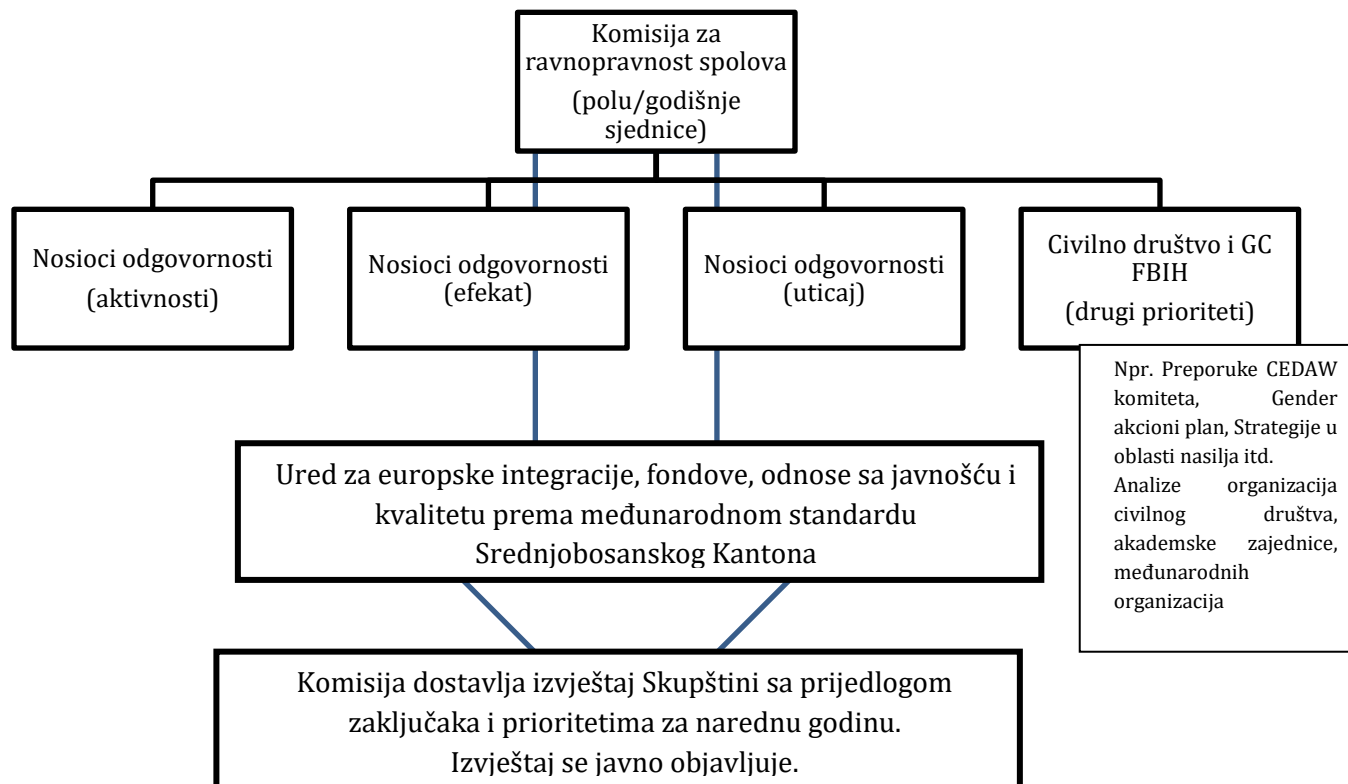 Komisija za
ravnopravnost spolova
(polu/godišnje
sjednice)
Nosioci odgovornosti
(aktivnosti)
Nosioci odgovornosti
(efekat)
Nosioci odgovornosti
(uticaj)
Civilno društvo i GC
FBIH
(drugi prioriteti)
Npr. Preporuke CEDAW
komiteta, Gender
akcioni plan, Strategije u
oblasti nasilja itd.
Analize organizacija
civilnog društva,
akademske zajednice,
međunarodnih
organizacija
Ured za europske integracije, fondove, odnose sa javnošću i
kvalitetu prema međunarodnom standardu
Srednjobosanskog Kantona
Komisija dostavlja izvještaj Skupštini sa prijedlogom
zaključaka i prioritetima za narednu godinu.
Izvještaj se javno objavljuje.